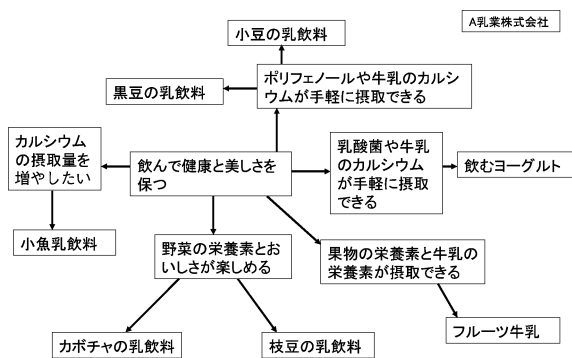 A乳業株式会社
小豆の乳飲料
ポリフェノールや牛乳のカルシ
ウムが手軽に摂取できる
黒豆の乳飲料
カルシウム
の摂取量を
増やしたい
飲んで健康と美しさを
保つ
乳酸菌や牛乳
のカルシウム
が手軽に摂取
できる
飲むヨーグルト
小魚乳飲料
野菜の栄養素とお
いしさが楽しめる
果物の栄養素と牛乳の
栄養素が摂取できる
カボチャの乳飲料
枝豆の乳飲料
フルーツ牛乳